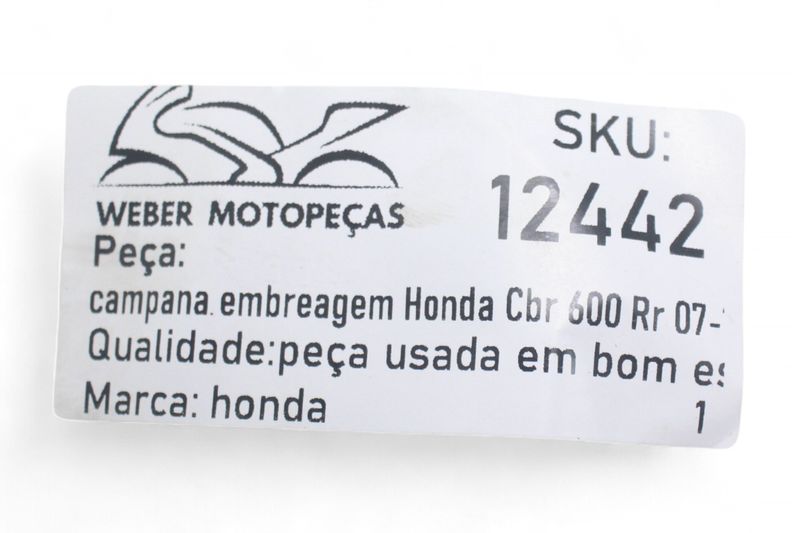 WEBER MOTOPEÇAS
SKU:
12442
Peça:
campana embreagem Honda Cbr 600 Rr 07-
Qualidade:peça usada em bom
Marca: honda
1